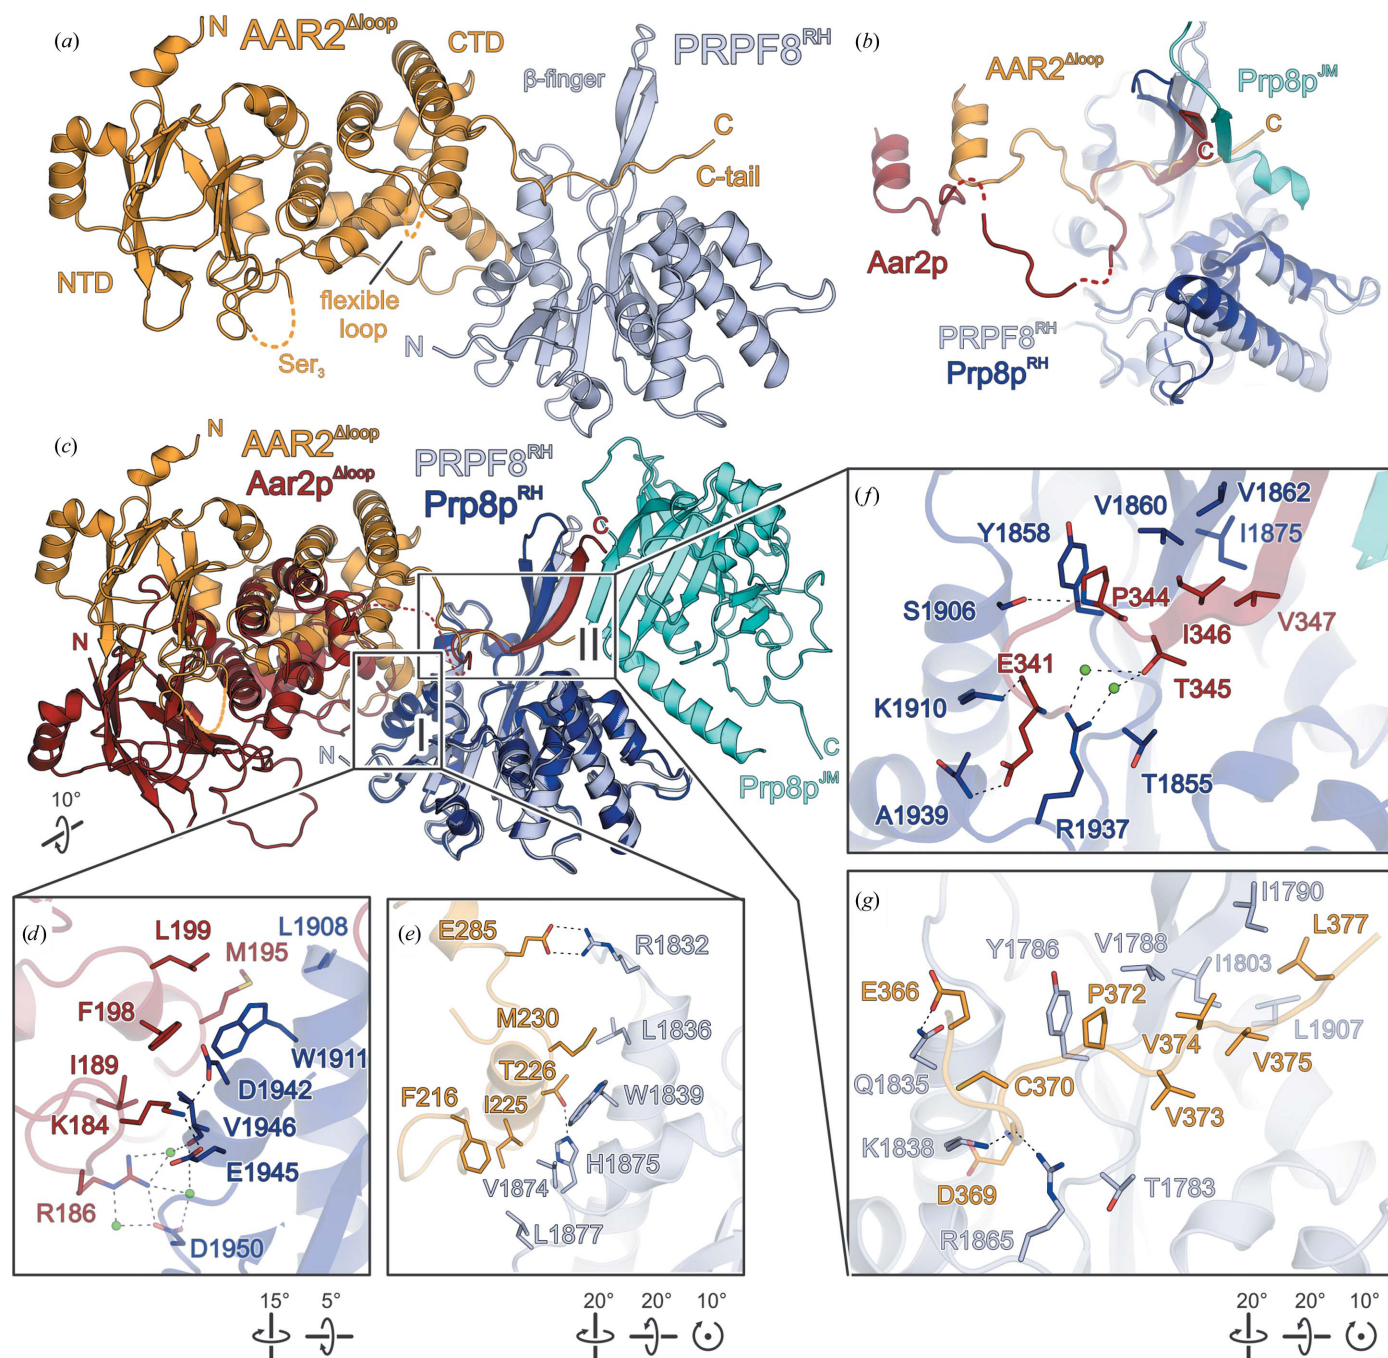 (a)
N
AAR2Δloop
CTD
PRPF8RH
β-finger
C
C-tail
NTD
flexible
loop
Ser3
N
(b)
AAR2Δloop
Prp8pJM
C
C
Aar2p
PRPF8RH
Prp8pRH
(c)
N
AAR2Δloop
Aar2pΔloop
PRPF8RH
Prp8pRH
C
N
II
I
N
C
Prp8pJM
10°
(f)
V1862
V1860
Y1858
I1875
P344
S1906
I346
V347
E341
T345
K1910
T1855
A1939
R1937
(d)
L199
L1908
M195
F198
W1911
I189
D1942
K184
V1946
E1945
R186
D1950
(e)
E285
R1832
M230
L1836
T226
F216
I225
W1839
H1875
V1874
L1877
(g)
I1790
L377
Y1786
V1788
I1803
E366
P372
L1907
V374
Q1835
C370
V375
V373
K1838
D369
T1783
R1865
15° 5°
20° 20° 10°
20° 20° 10°